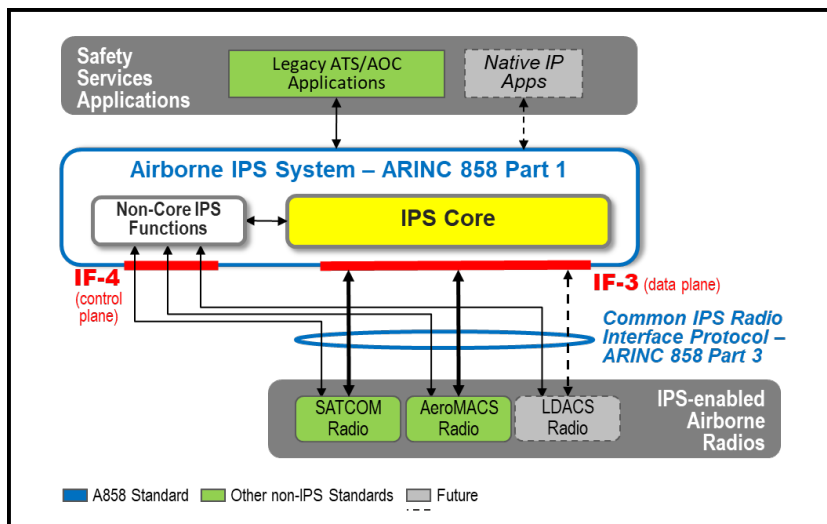 Safety
Services
Applications
Legacy ATS/AOC
Applications
Native IP
Apps
Airborne IPS System – ARINC 858 Part 1
Non-Core IPS
Functions
IPS Core
IF-4
(control
plane)
IF-3 (data plane)
Common IPS Radio
Interface Protocol –
ARINC 858 Part 3
SATCOM
Radio
AeroMACS
Radio
LDACS
Radio
IPS-enabled
Airborne
Radios
A858 Standard
Other non-IPS Standards
Future